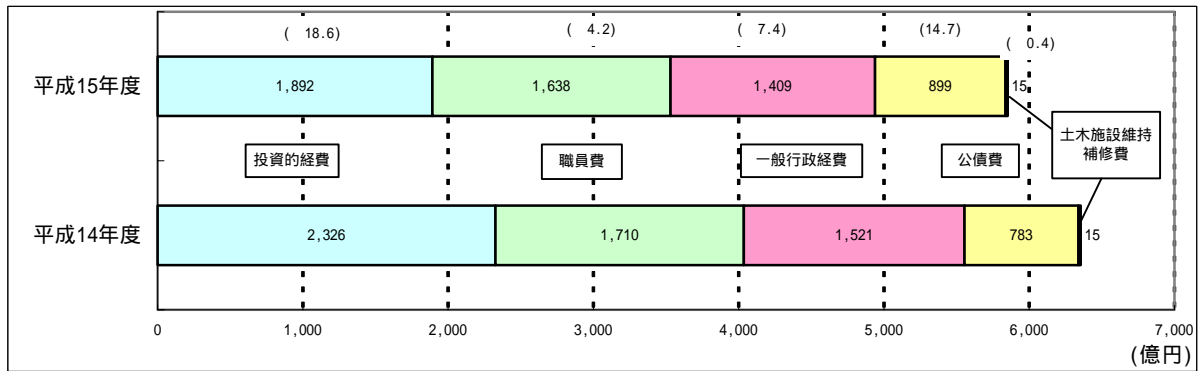 ( 18.6) ( 4.2) ( 7.4) (14.7) ( 0.4)
平成15年度 1,892 1,638 1,409 899 15
土木施設維持
補修費
投資的経費 職員費 一般行政経費 公債費
平成14年度 2,326 1,710 1,521 783 15
0 1,000 2,000 3,000 4,000 5,000 6,000 7,000
(億円)